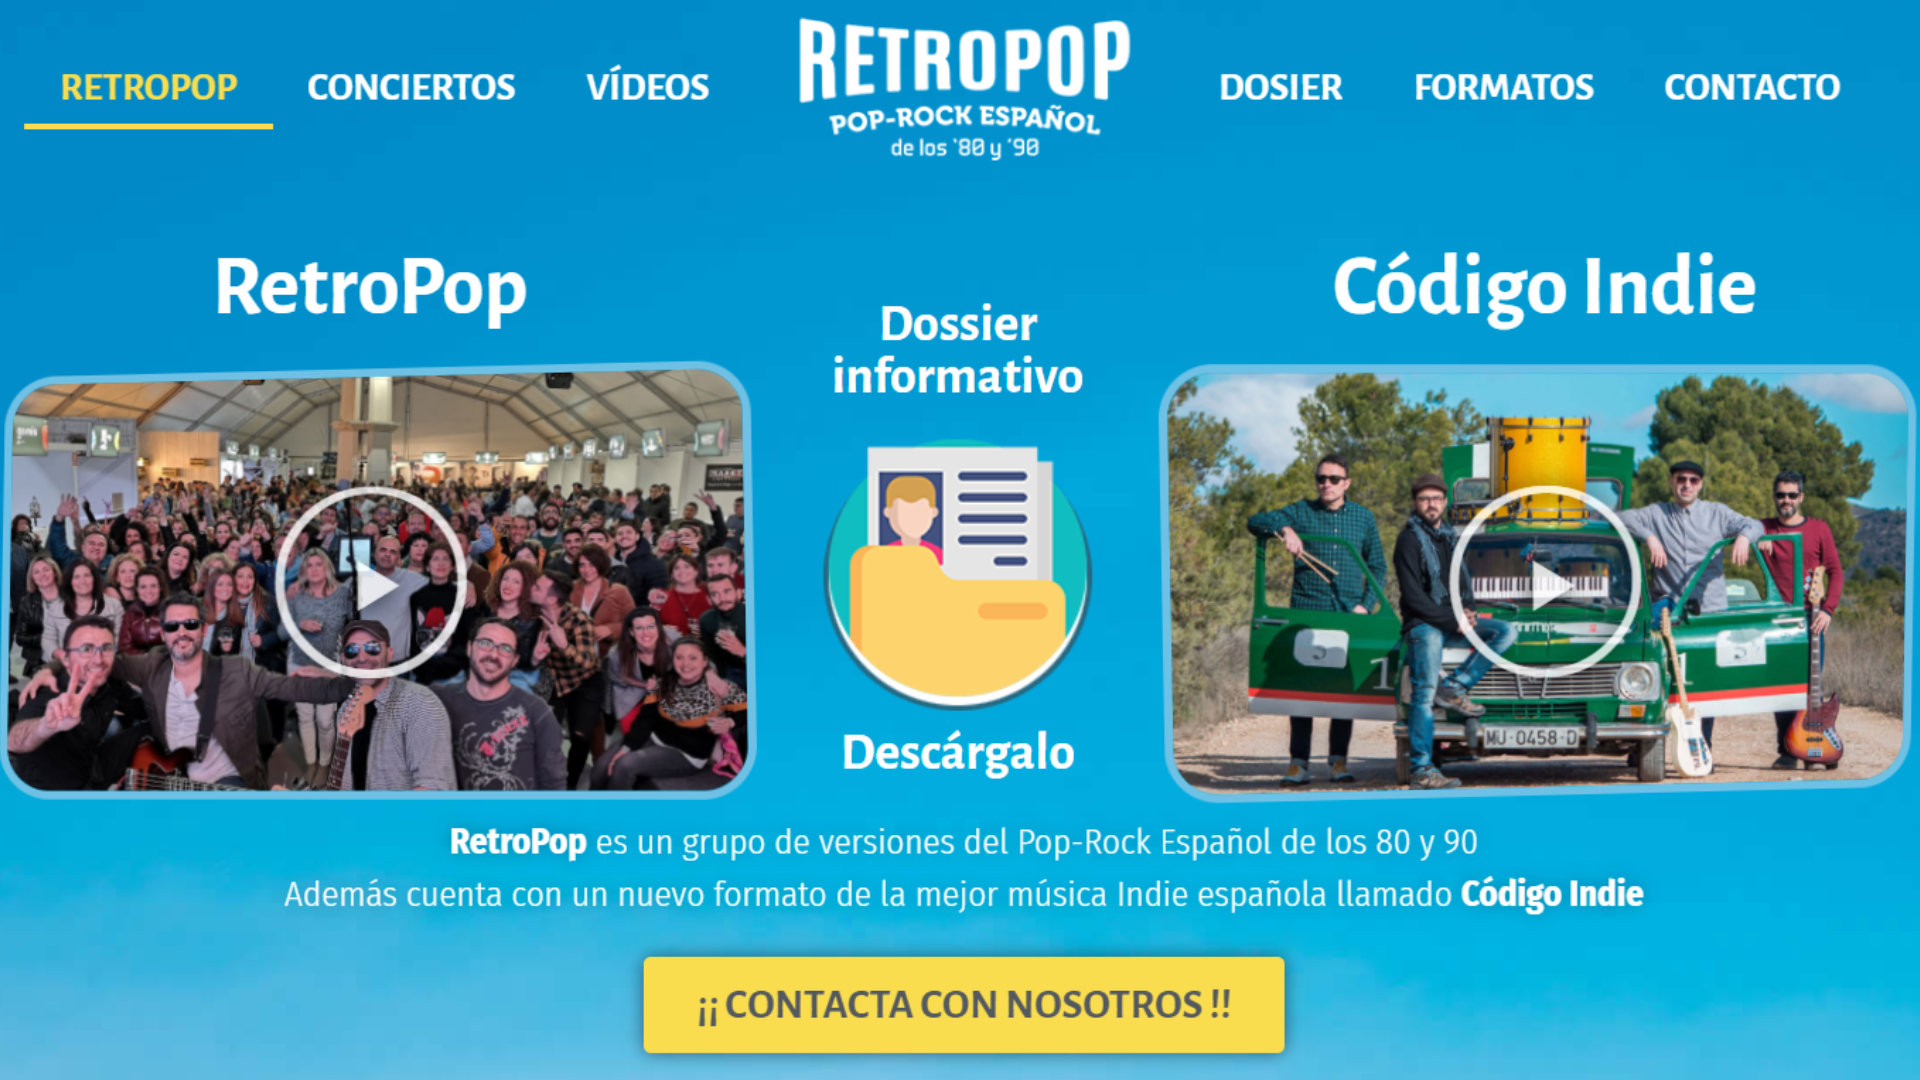 RETROPOP
CONCIERTOS
VÍDEOS
RETROPOP
POP-ROCK ESPAÑOL
de los `80 y ´90
DOSIER
FORMATOS
CONTACTO
RetroPop
Dossier
informativo
Código Indie
MU-0458-D
Descárgalo
RetroPop es un grupo de versiones del Pop-Rock Español de los 80 y 90
Además cuenta con un nuevo formato de la mejor música Indie española llamado Código Indie
¡¡ CONTACTA CON NOSOTROS !!